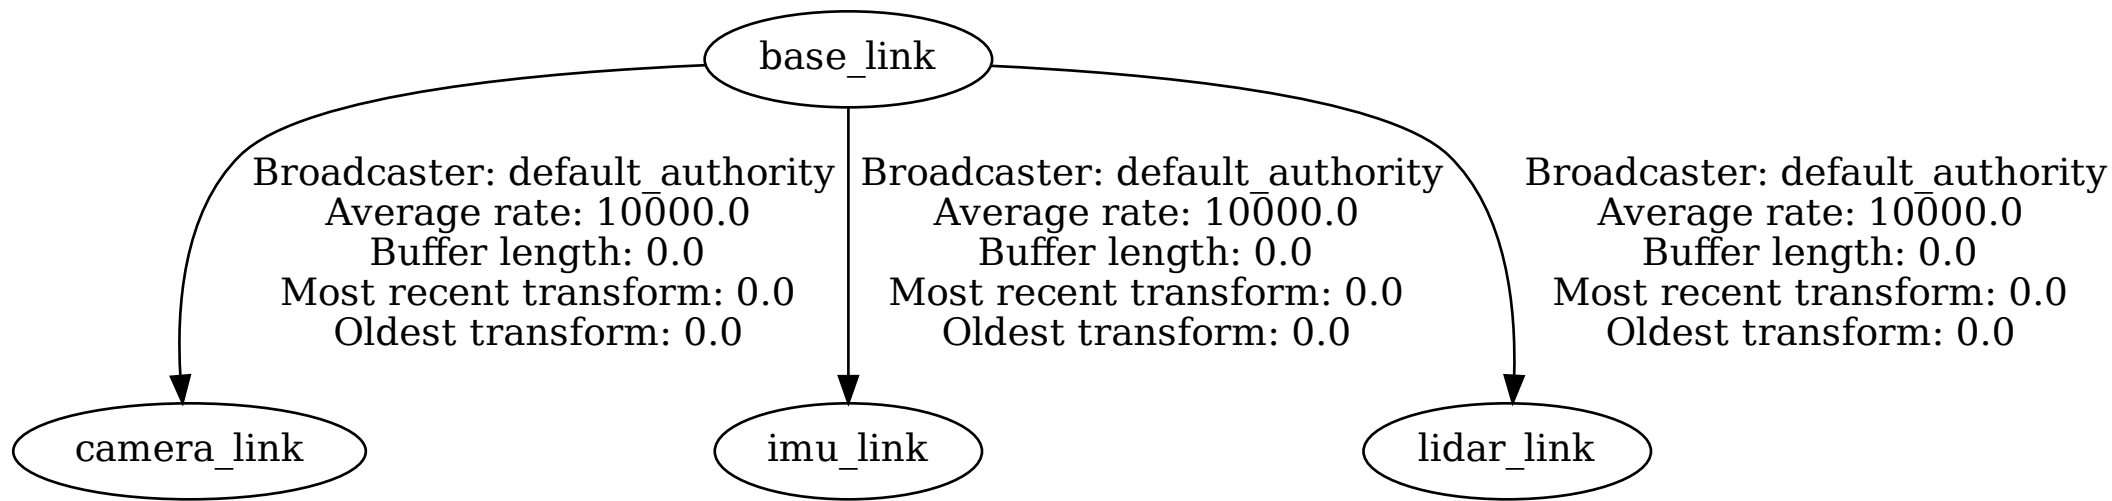 base_link
Broadcaster: default_authority
Average rate: 10000.0
Buffer length: 0.0
Most recent transform: 0.0
Oldest transform: 0.0
Broadcaster: default_authority
Average rate: 10000.0
Buffer length: 0.0
Most recent transform: 0.0
Oldest transform: 0.0
Broadcaster: default_authority
Average rate: 10000.0
Buffer length: 0.0
Most recent transform: 0.0
Oldest transform: 0.0
camera_link
imu_link
lidar_link